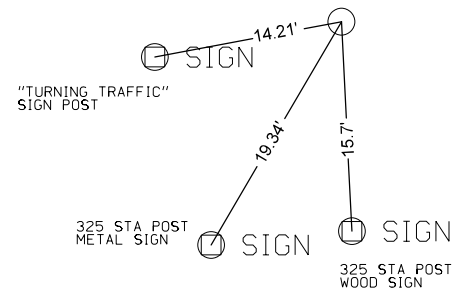 14.21'
SIGN
"TURNING TRAFFIC"
SIGN POST
19.34'
15.7'
325 STA POST
METAL SIGN
SIGN
SIGN
325 STA POST
WOOD SIGN